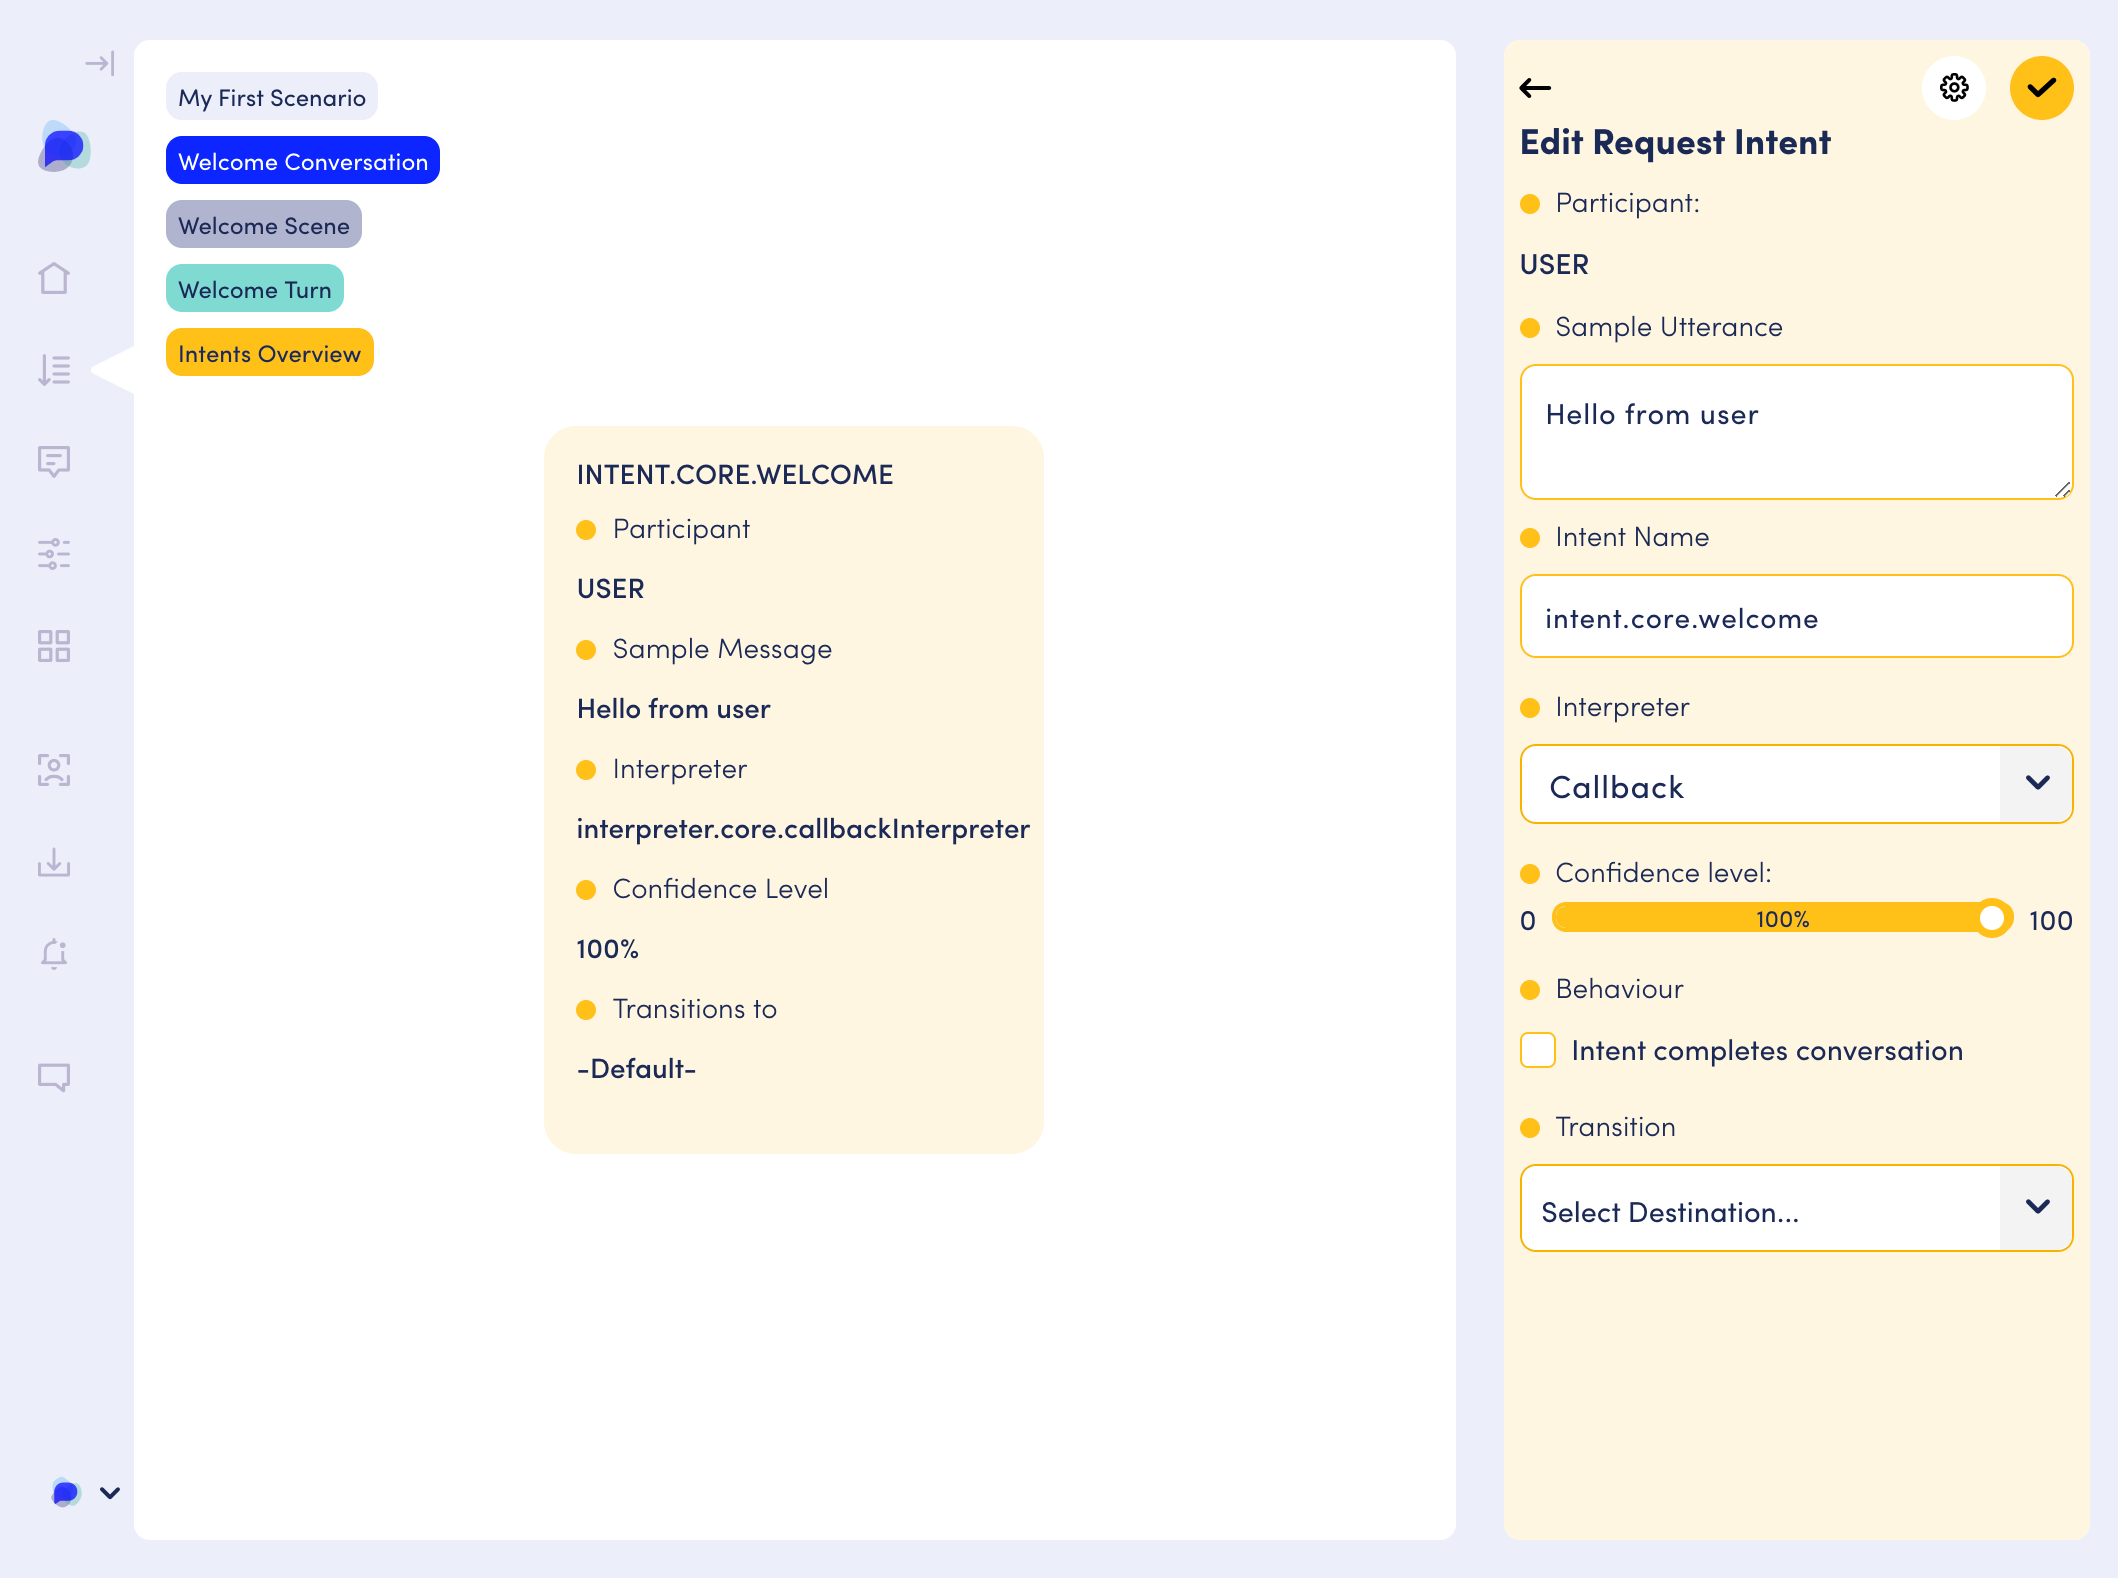 My First Scenario
Welcome Conversation
Welcome Scene
Welcome Turn
Intents Overview
INTENT.CORE.WELCOME
Participant
USER
Sample Message
Hello from user
Interpreter
interpreter.core.callbackInterpreter
Confidence Level
100%
Transitions to
-Default-
Edit Request Intent
Participant:
USER
Sample Utterance
Hello from user
Intent Name
intent.core.welcome
Interpreter
Callback
Confidence level:
0 100% 100
Behaviour
Intent completes conversation
Transition
Select Destination...